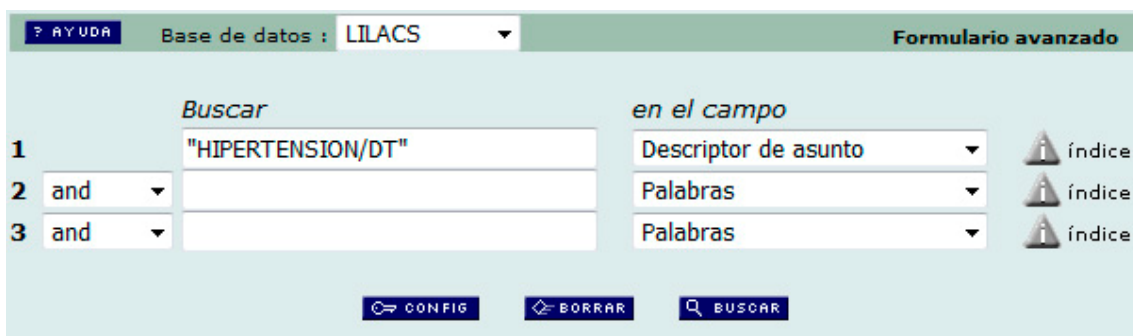 ? AYUDA Base de datos : LILACS Formulario avanzado
Buscar en el campo
1 "HIPERTENSION/DT" Descriptor de asunto índice
2 and Palabras índice
3 and Palabras índice
CONFIG BORRAR BUSCAR